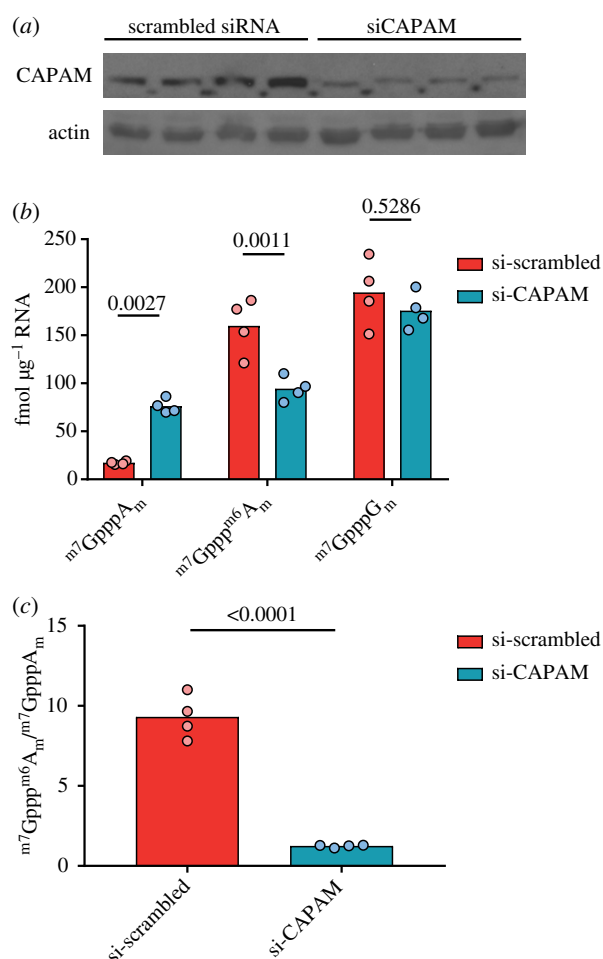 (a)
scrambled siRNA siCAPAM
CAPAM
actin
(b)
250
200
150
100
50
0
fmol µg⁻¹ RNA
0.0027
0.0011
0.5286
si-scrambled
si-CAPAM
m7GpppAm
m7Gpppm6Am
m7GpppGm
(c)
15
10
5
0
m7Gpppm6Am/m7GpppAm
<0.0001
si-scrambled
si-CAPAM
si-scrambled
si-CAPAM